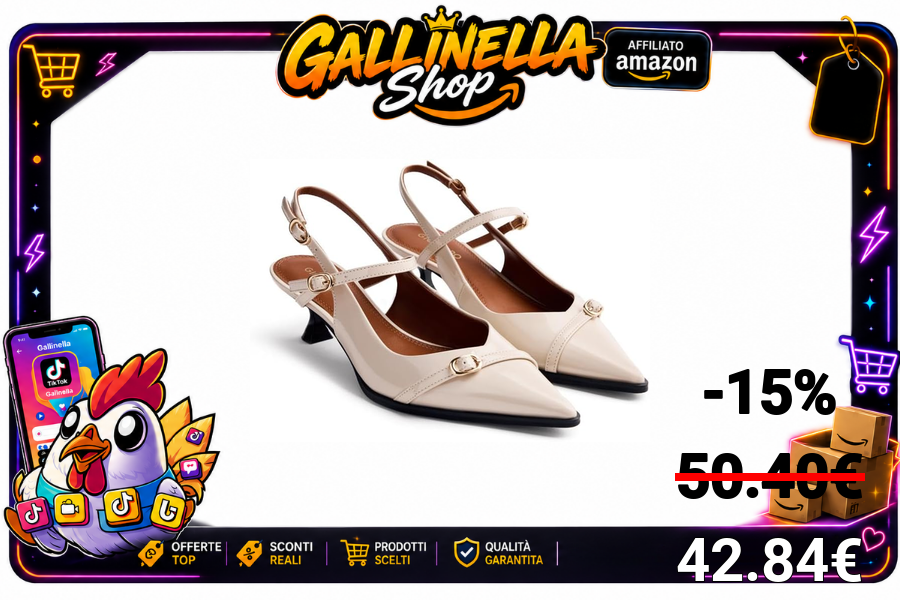 GALLINELLA
Shop
AFFILIATO
amazon
Gallinella
TikTok
Gallinella
-15%
50.40€
42.84€
OFFERTE
TOP
SCONTI
REALI
PRODOTTI
SCELTI
QUALITÀ
GARANTITA